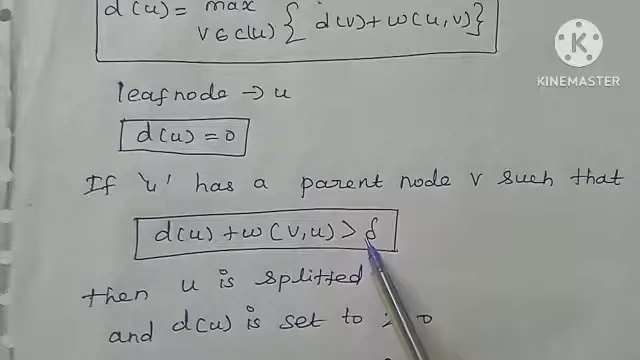 d(u) = max
v∈c(u) { d(v) + w(u,v) }
KINEMASTER
leafnode → u
d(u) = 0
If 'u' has a parent node v such that
d(u) + w(v,u) > δ
then u is splitted
and d(u) is set to 0